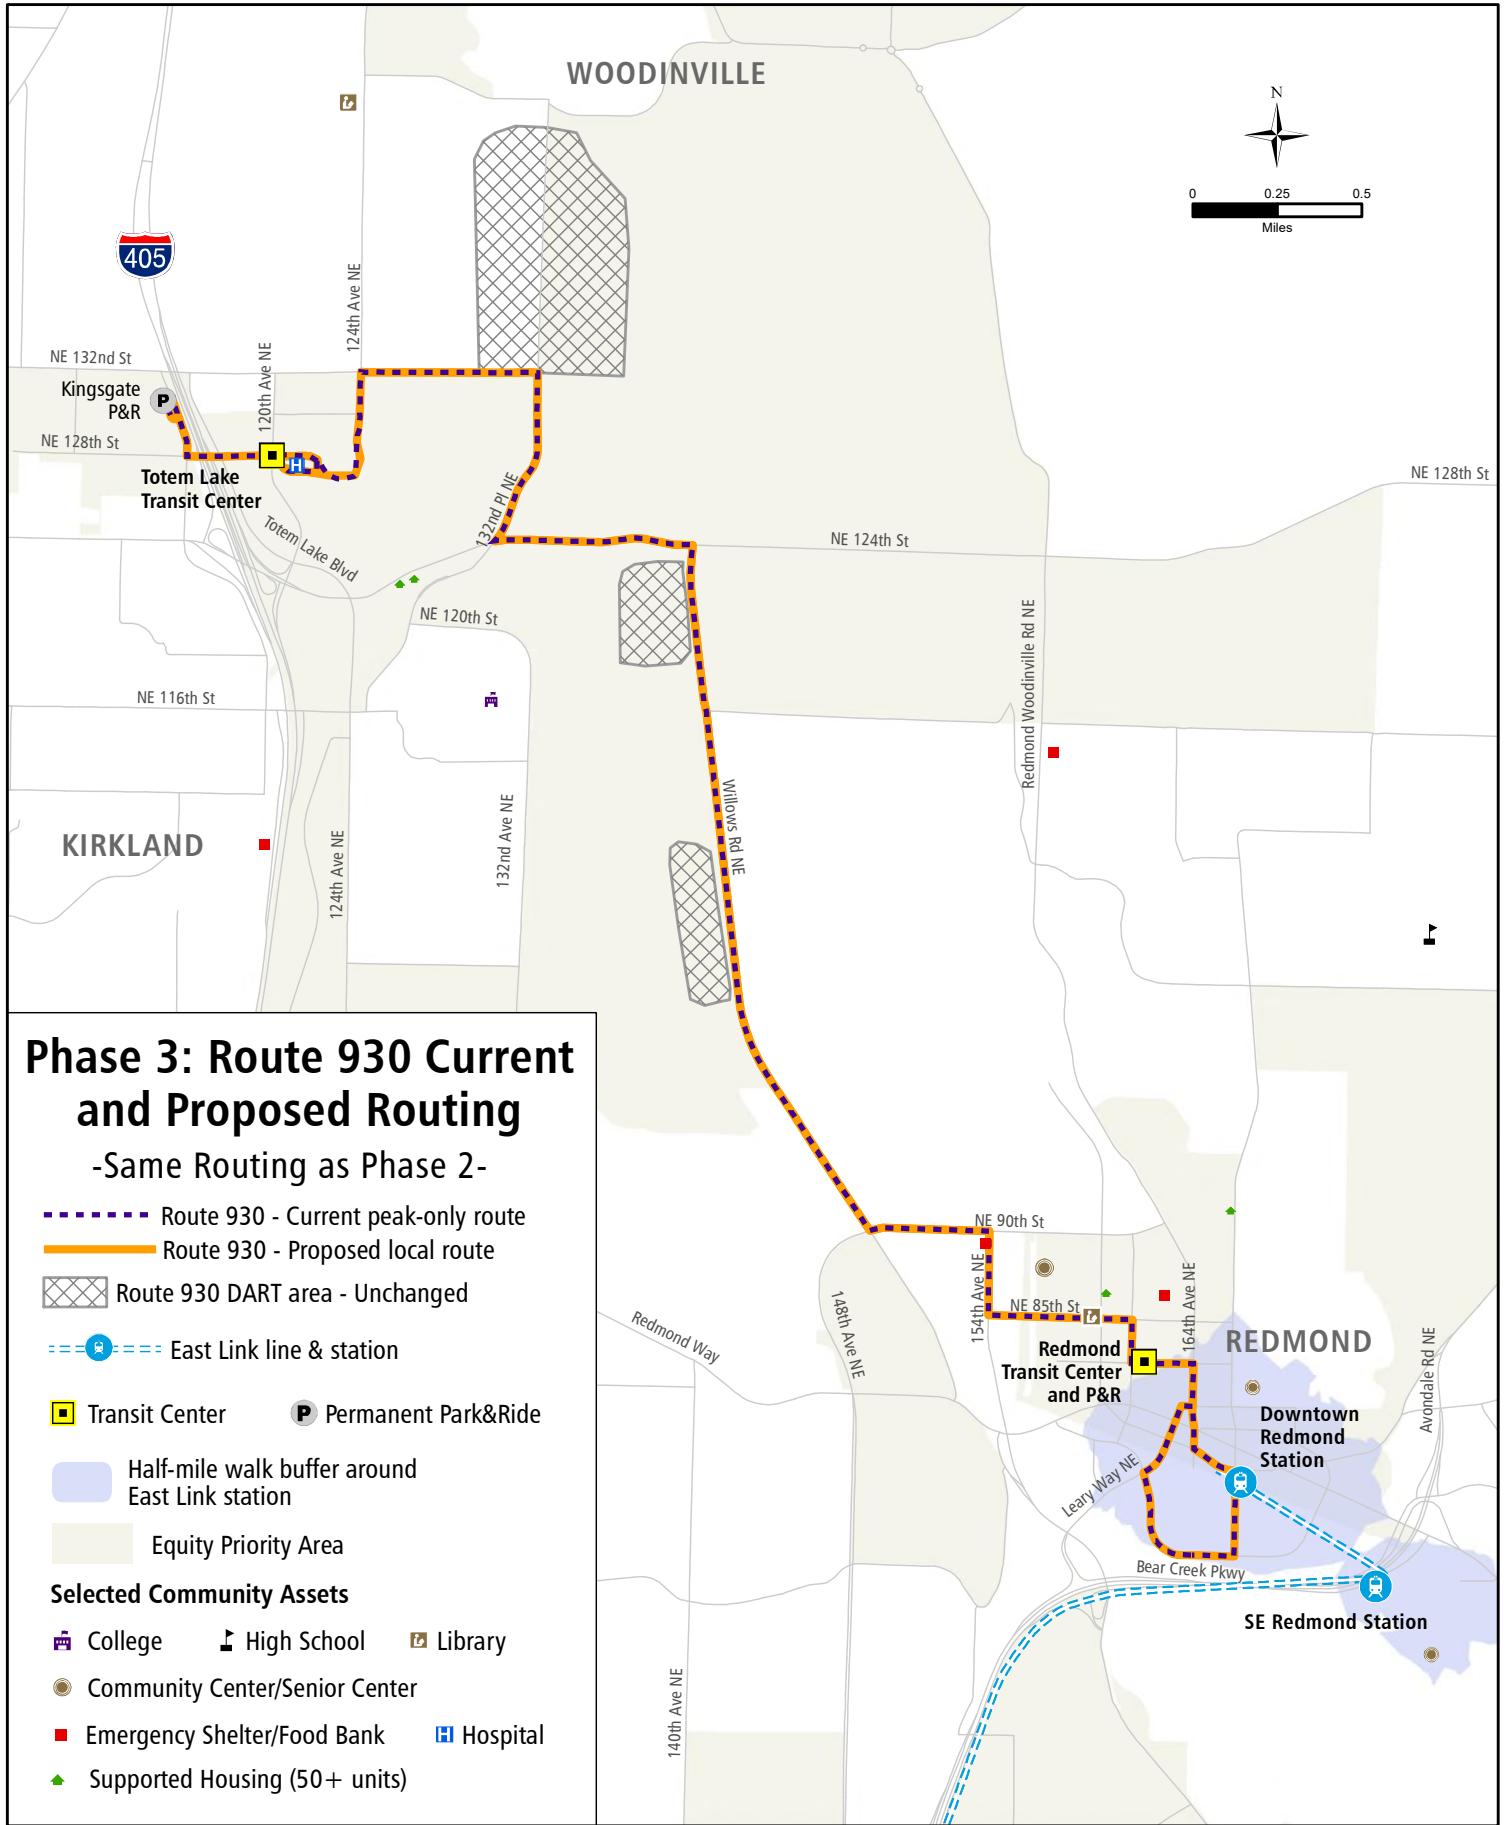 WOODINVILLE
N
0 0.25 0.5
Miles
405
124th Ave NE
NE 132nd St
120th Ave NE
Kingsgate
P&R
P
NE 128th St
H
Totem Lake
Transit Center
132nd Pl NE
NE 128th St
Totem Lake Blvd
NE 124th St
NE 120th St
Redmond Woodinville Rd NE
NE 116th St
Willows Rd NE
132nd Ave NE
KIRKLAND
124th Ave NE
Phase 3: Route 930 Current
and Proposed Routing
-Same Routing as Phase 2-
Route 930 - Current peak-only route
Route 930 - Proposed local route
Route 930 DART area - Unchanged
East Link line & station
Transit Center
P Permanent Park&Ride
Half-mile walk buffer around
East Link station
Equity Priority Area
Selected Community Assets
College
High School
Library
Community Center/Senior Center
Emergency Shelter/Food Bank
H Hospital
Supported Housing (50+ units)
NE 90th St
154th Ave NE
164th Ave NE
148th Ave NE
NE 85th St
Redmond Way
REDMOND
Avondale Rd NE
Redmond
Transit Center
and P&R
Downtown
Redmond
Station
Leary Way NE
Bear Creek Pkwy
SE Redmond Station
140th Ave NE